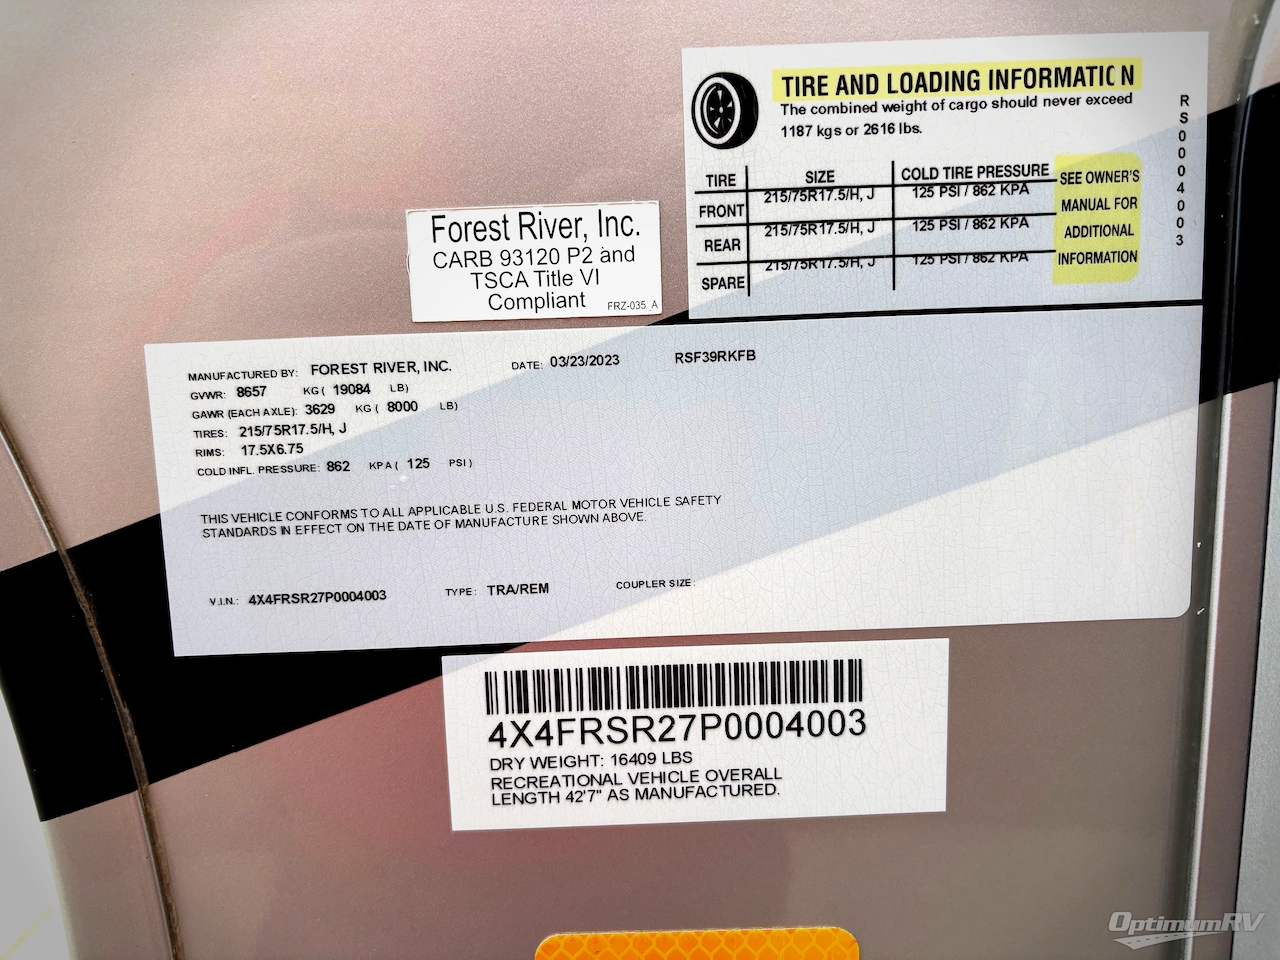 TIRE AND LOADING INFORMATION
The combined weight of cargo should never exceed
1187 kgs or 2616 lbs.
RS0004003
TIRE SIZE COLD TIRE PRESSURE
FRONT 215/75R17.5/H, J 125 PSI / 862 KPA
REAR 215/75R17.5/H, J 125 PSI / 862 KPA
SPARE 215/75R17.5/H, J 125 PSI / 862 KPA
SEE OWNER'S
MANUAL FOR
ADDITIONAL
INFORMATION
Forest River, Inc.
CARB 93120 P2 and
TSCA Title VI
Compliant
FRZ-035 A
MANUFACTURED BY: FOREST RIVER, INC. DATE: 03/23/2023 RSF39RKFB
GVWR: 8657 KG ( 19084 LB)
GAWR (EACH AXLE): 3629 KG ( 8000 LB)
TIRES: 215/75R17.5/H, J
RIMS: 17.5X6.75
COLD INFL. PRESSURE: 862 KPA ( 125 PSI )
THIS VEHICLE CONFORMS TO ALL APPLICABLE U.S. FEDERAL MOTOR VEHICLE SAFETY
STANDARDS IN EFFECT ON THE DATE OF MANUFACTURE SHOWN ABOVE.
V.I.N.: 4X4FRSR27P0004003 TYPE: TRA/REM COUPLER SIZE:
4X4FRSR27P0004003
DRY WEIGHT: 16409 LBS
RECREATIONAL VEHICLE OVERALL
LENGTH 42'7" AS MANUFACTURED.
OptimumRV